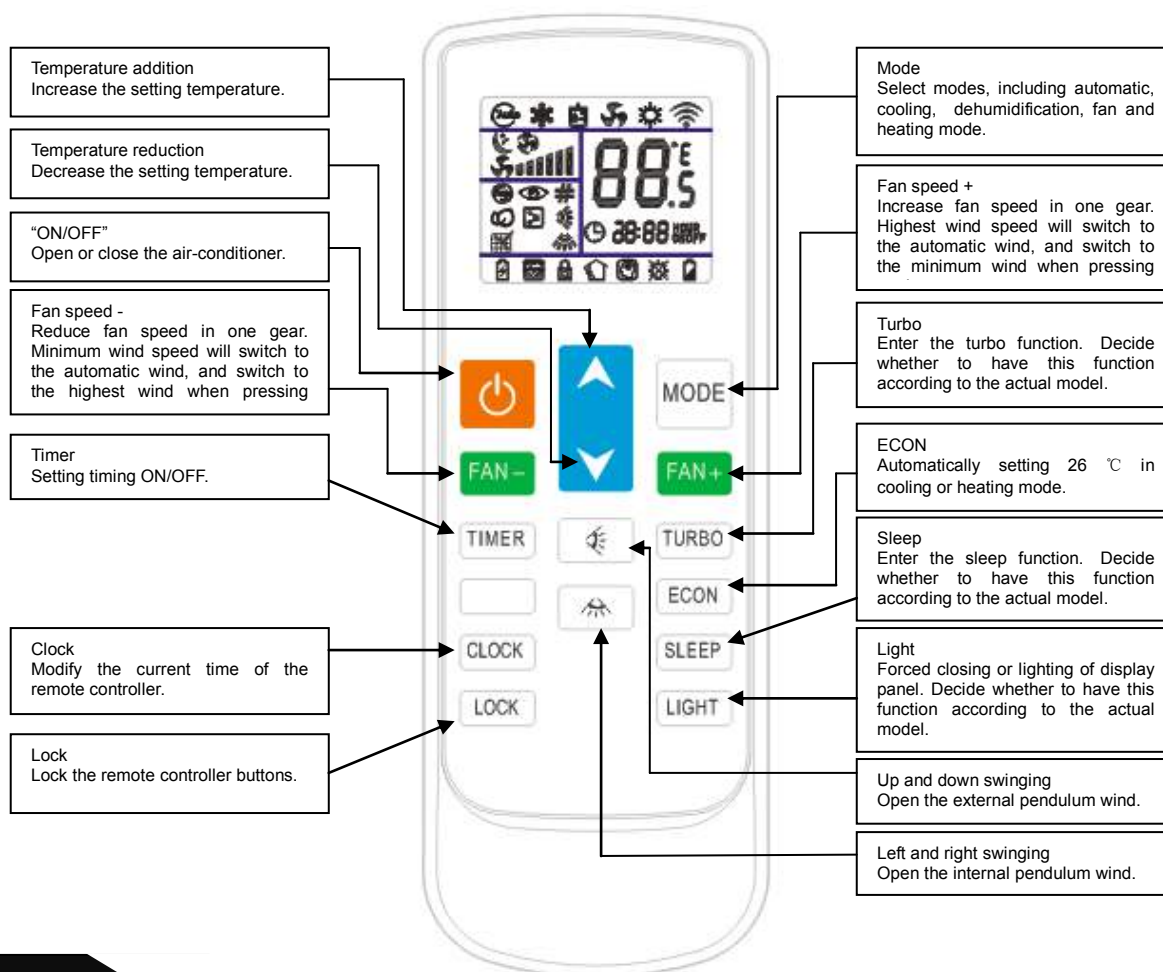 Temperature addition
Increase the setting temperature.
Temperature reduction
Decrease the setting temperature.
“ON/OFF”
Open or close the air-conditioner.
Fan speed -
Reduce fan speed in one gear.
Minimum wind speed will switch to
the automatic wind, and switch to
the highest wind when pressing
Timer
Setting timing ON/OFF.
Clock
Modify the current time of the
remote controller.
Lock
Lock the remote controller buttons.
88°E
.5
MODE
FAN−
FAN+
TIMER
TURBO
ECON
CLOCK
SLEEP
LOCK
LIGHT
Mode
Select modes, including automatic,
cooling, dehumidification, fan and
heating mode.
Fan speed +
Increase fan speed in one gear.
Highest wind speed will switch to
the automatic wind, and switch to
the minimum wind when pressing
Turbo
Enter the turbo function. Decide
whether to have this function
according to the actual model.
ECON
Automatically setting 26 ℃ in
cooling or heating mode.
Sleep
Enter the sleep function. Decide
whether to have this function
according to the actual model.
Light
Forced closing or lighting of display
panel. Decide whether to have this
function according to the actual
model.
Up and down swinging
Open the external pendulum wind.
Left and right swinging
Open the internal pendulum wind.